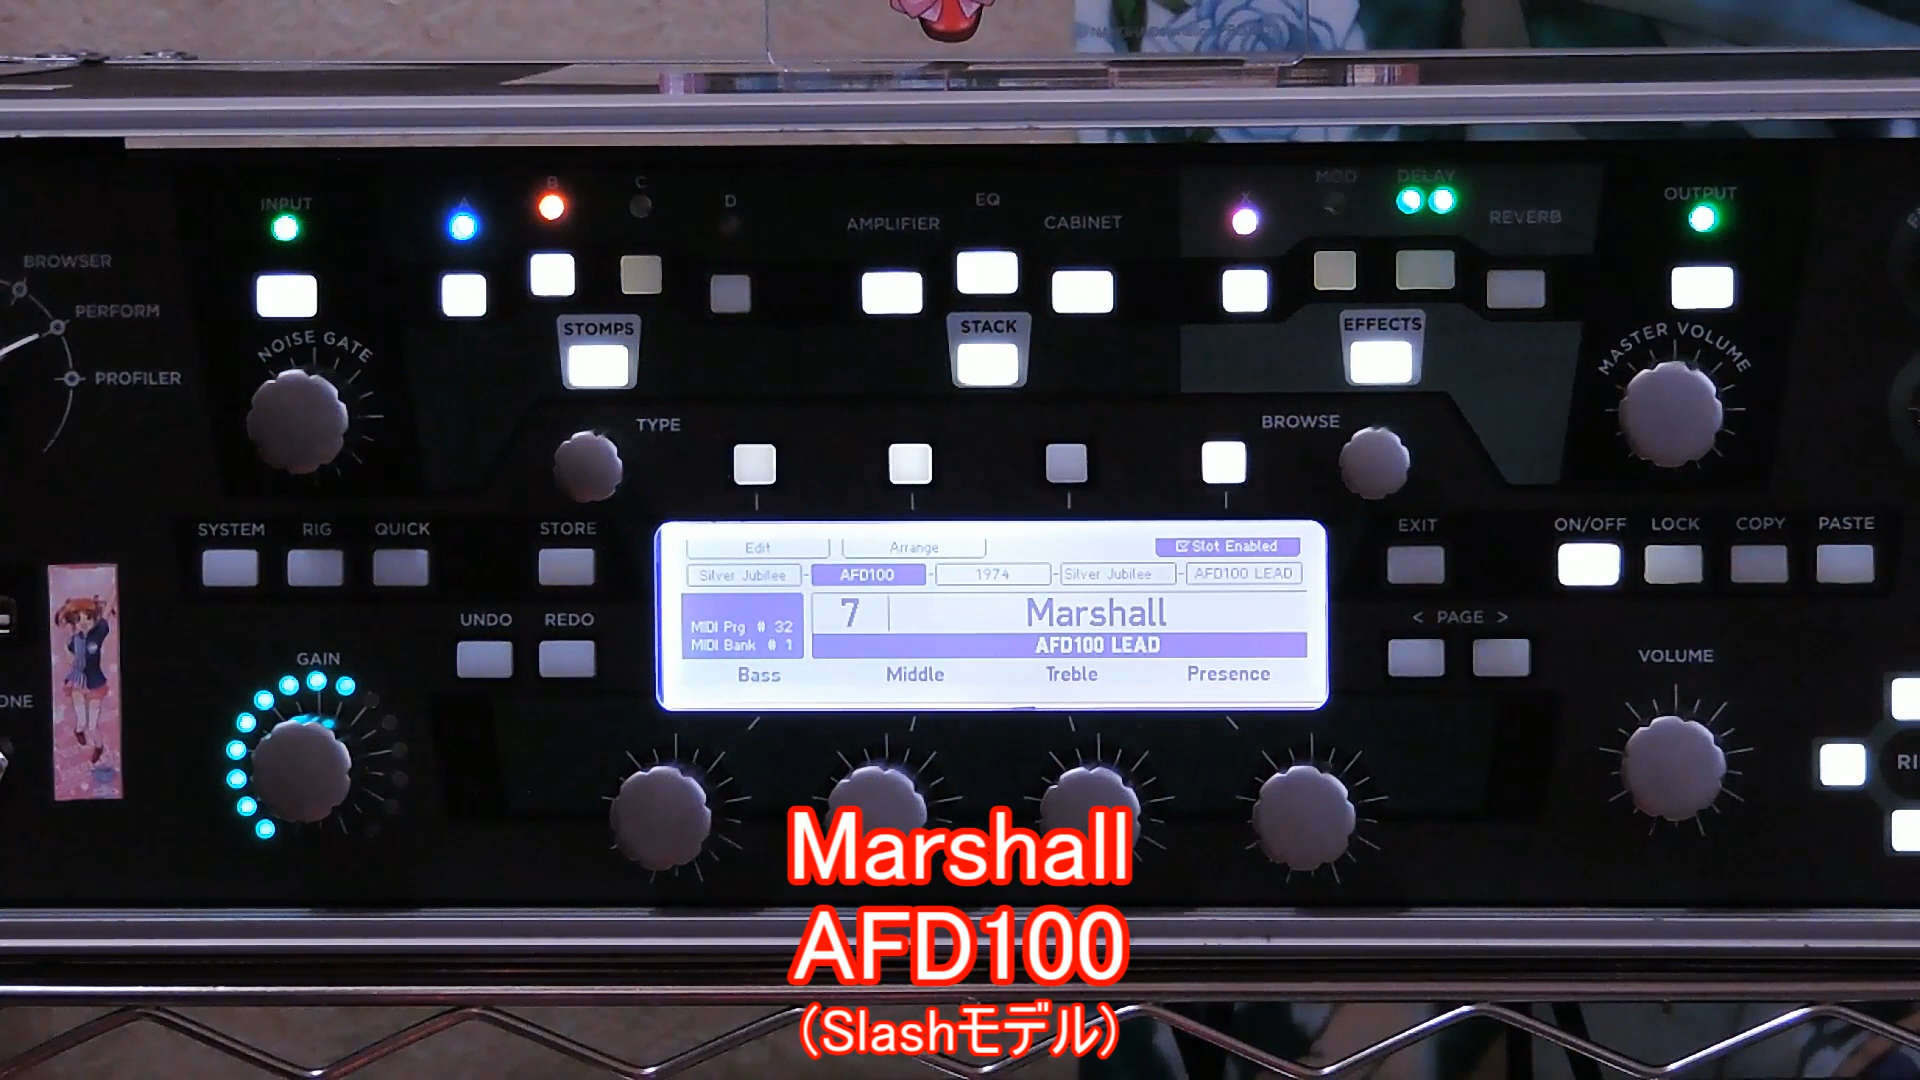 INPUT
A
B
C
D
AMPLIFIER
EQ
CABINET
X
MOD
DELAY
REVERB
OUTPUT
BROWSER
PERFORM
PROFILER
NOISE GATE
STOMPS
STACK
EFFECTS
MASTER VOLUME
TYPE
BROWSE
SYSTEM
RIG
QUICK
STORE
EXIT
ON/OFF
LOCK
COPY
PASTE
Edit
Arrange
Slot Enabled
Silver Jubilee - AFD100 - 1974 - Silver Jubilee - AFD100 LEAD
UNDO
REDO
7
Marshall
MIDI Prg # 32
MIDI Bank # 1
AFD100 LEAD
Bass
Middle
Treble
Presence
< PAGE >
GAIN
VOLUME
ONE
RI
Marshall
AFD100
(Slashモデル)